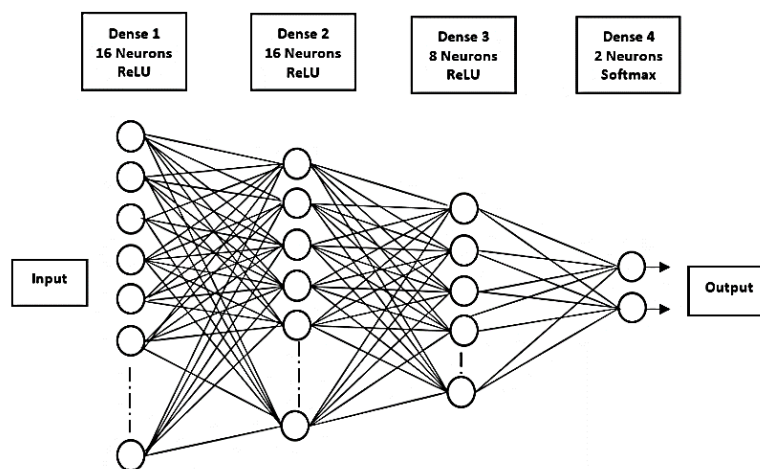 Dense 1
16 Neurons
ReLU
Dense 2
16 Neurons
ReLU
Dense 3
8 Neurons
ReLU
Dense 4
2 Neurons
Softmax
Input
Output